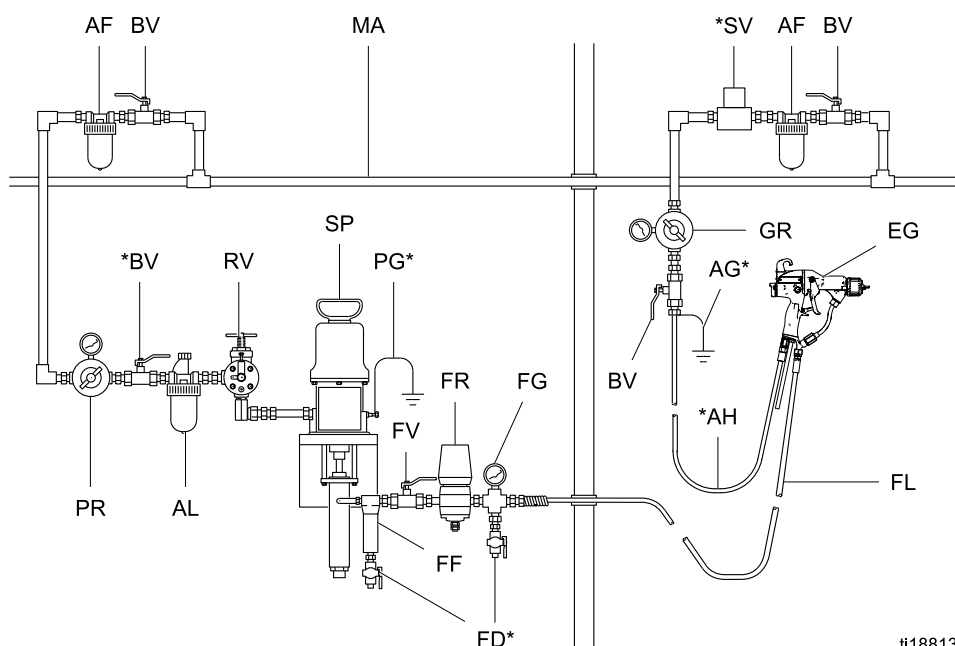 AF BV MA *SV AF BV
SP GR EG
*BV RV PG* AG*
FR FG BV
FV *AH
PR AL FL
FF
FD*
ti18813